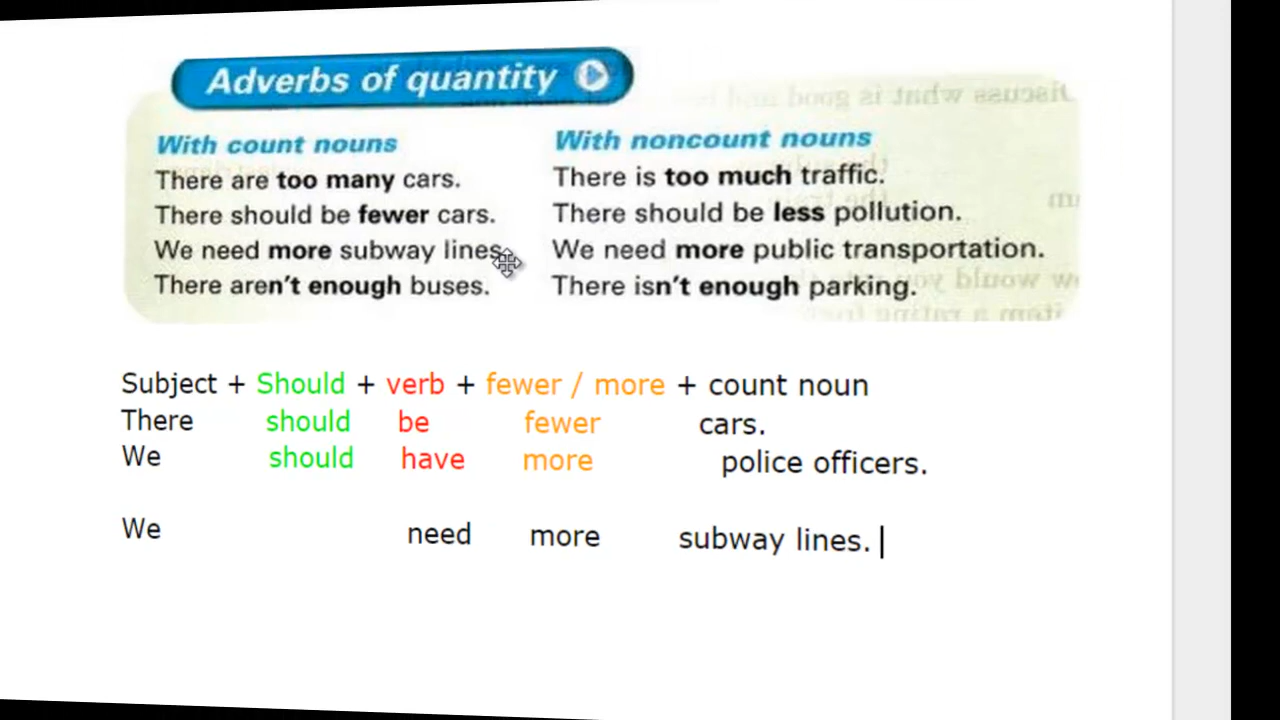 Adverbs of quantity
With count nouns
There are too many cars.
There should be fewer cars.
We need more subway lines.
There aren't enough buses.
With noncount nouns
There is too much traffic.
There should be less pollution.
We need more public transportation.
There isn't enough parking.
Subject + Should + verb + fewer / more + count noun
There should be fewer cars.
We should have more police officers.
We need more subway lines.